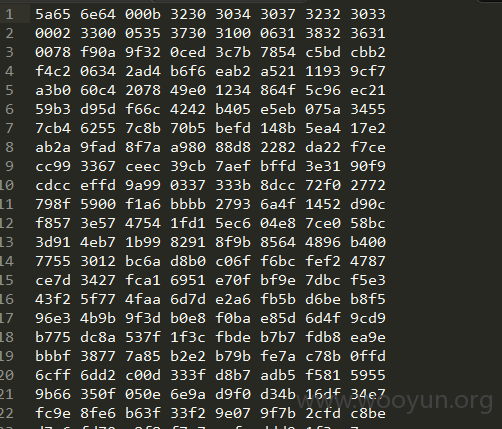 1 5a65 6e64 000b 3230 3034 3037 3232 3033
2 0002 3300 0535 3730 3100 0631 3832 3631
3 0078 f90a 9f32 0ced 3c7b 7854 c5bd cbb2
4 f4c2 0634 2ad4 b6f6 eab2 a521 1193 9cf7
5 a3b0 60c4 2078 49e0 1234 864f 5c96 ec21
6 59b3 d95d f66c 4242 b405 e5eb 075a 3455
7 7cb4 6255 7c8b 70b5 befd 148b 5ea4 17e2
8 ab2a 9fad 8f7a a980 88d8 2282 da22 f7ce
9 cc99 3367 ceec 39cb 7aef bffd 3e31 90f9
10 cdcc effd 9a99 0337 333b 8dcc 72f0 2772
11 798f 5900 f1a6 bbbb 2793 6a4f 1452 d90c
12 f857 3e57 4754 1fd1 5ec6 04e8 7ce0 58bc
13 3d91 4eb7 1b99 8291 8f9b 8564 4896 b400
14 7755 3012 bc6a d8b0 c06f f6bc fef2 4787
15 ce7d 3427 fca1 6951 e70f bf9e 7dbc f5e3
16 43f2 5f77 4faa 6d7d e2a6 fb5b d6be b8f5
17 96e3 4b9b 9f3d b0e8 f0ba e85d 6d4f 9cd9
18 b775 dc8a 537f 1f3c fbde b7b7 fdb8 ea9e
19 bbbf 3877 7a85 b2e2 b79b fe7a c78b 0ffd
20 6cff 6dd2 c00d 333f d8b7 adb5 f581 5955
21 9b66 350f 050e 6e9a d9f0 d34b 16df 34e7
22 fc9e 8fe6 b63f 33f2 9e07 9f7b 2cfd c8be
www.wooyun.org